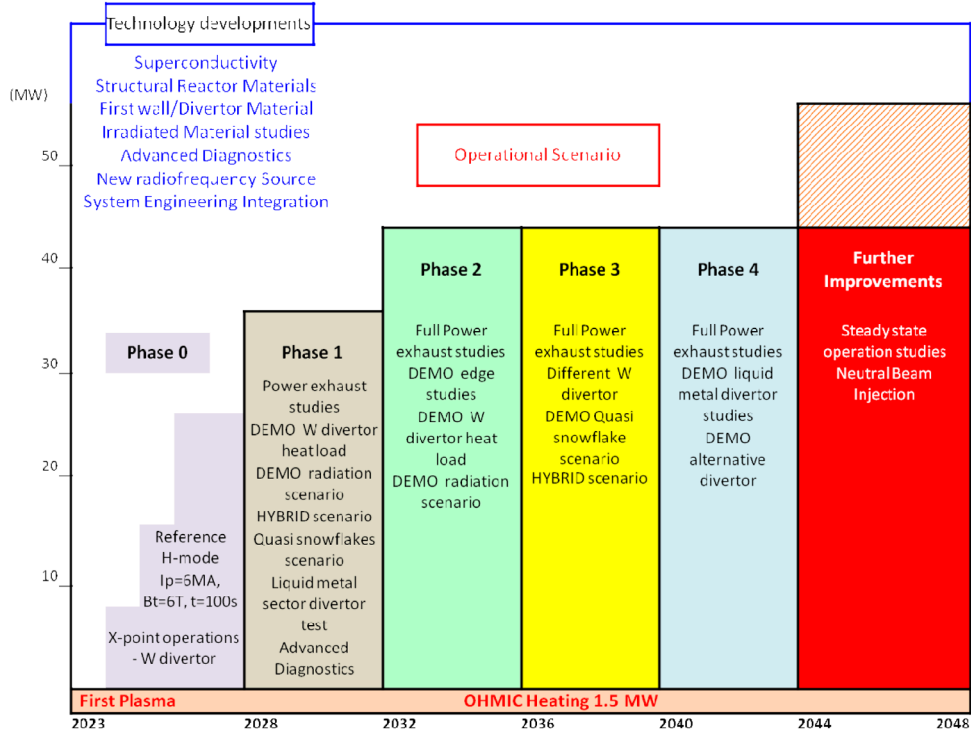 Technology developments
Superconductivity
Structural Reactor Materials
First wall/Divertor Material
Irradiated Material studies
Advanced Diagnostics
New radiofrequency Source
System Engineering Integration
(MW)
50
40
30
20
10
Operational Scenario
Phase 0
Reference
H-mode
Ip=6MA,
Bt=6T, t=100s
X-point operations
- W divertor
Phase 1
Power exhaust
studies
DEMO W divertor
heat load
DEMO radiation
scenario
HYBRID scenario
Quasi snowflakes
scenario
Liquid metal
sector divertor
test
Advanced
Diagnostics
Phase 2
Full Power
exhaust studies
DEMO edge
studies
DEMO W
divertor heat
load
DEMO radiation
scenario
Phase 3
Full Power
exhaust studies
Different W
divertor
DEMO Quasi
snowflake
scenario
HYBRID scenario
Phase 4
Full Power
exhaust studies
DEMO liquid
metal divertor
studies
DEMO
alternative
divertor
Further
Improvements
Steady state
operation studies
Neutral Beam
Injection
First Plasma
OHMIC Heating 1.5 MW
2023
2028
2032
2036
2040
2044
2048